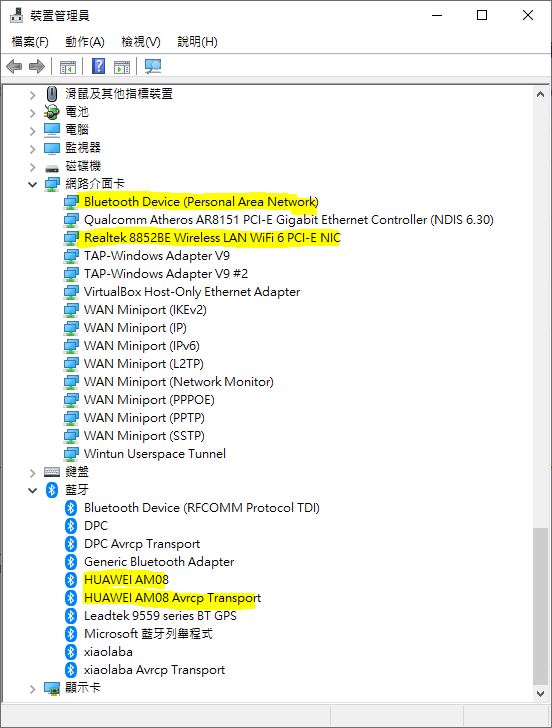 裝置管理員
檔案(F) 動作(A) 檢視(V) 說明(H)
滑鼠及其他指標裝置
電池
電腦
監視器
磁碟機
網路介面卡
Bluetooth Device (Personal Area Network)
Qualcomm Atheros AR8151 PCI-E Gigabit Ethernet Controller (NDIS 6.30)
Realtek 8852BE Wireless LAN WiFi 6 PCI-E NIC
TAP-Windows Adapter V9
TAP-Windows Adapter V9 #2
VirtualBox Host-Only Ethernet Adapter
WAN Miniport (IKEv2)
WAN Miniport (IP)
WAN Miniport (IPv6)
WAN Miniport (L2TP)
WAN Miniport (Network Monitor)
WAN Miniport (PPPOE)
WAN Miniport (PPTP)
WAN Miniport (SSTP)
Wintun Userspace Tunnel
鍵盤
藍牙
Bluetooth Device (RFCOMM Protocol TDI)
DPC
DPC Avrcp Transport
Generic Bluetooth Adapter
HUAWEI AM08
HUAWEI AM08 Avrcp Transport
Leadtek 9559 series BT GPS
Microsoft 藍牙列舉程式
xiaolaba
xiaolaba Avrcp Transport
顯示卡